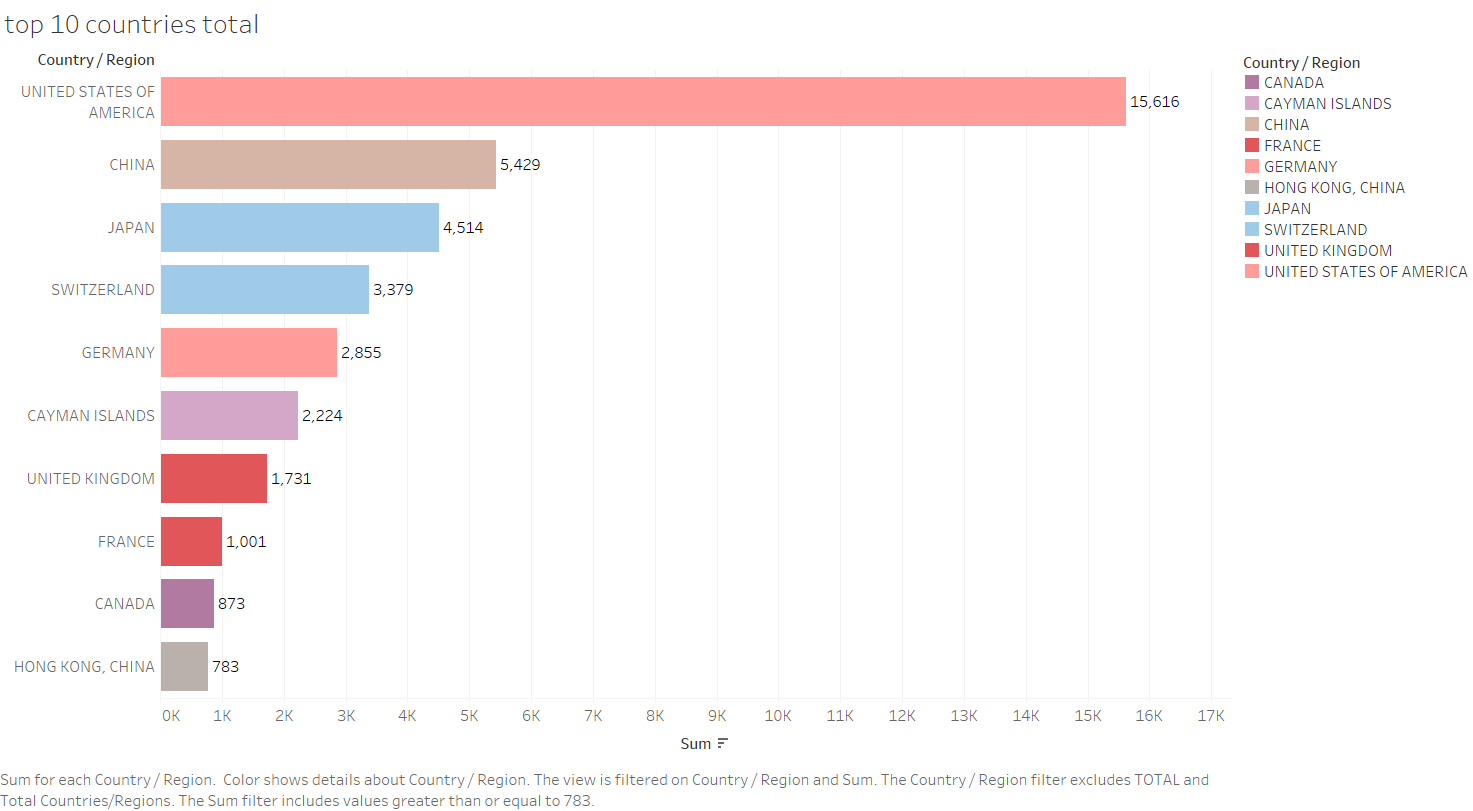 top 10 countries total
Country / Region
UNITED STATES OF
AMERICA
15,616
CHINA
5,429
JAPAN
4,514
SWITZERLAND
3,379
GERMANY
2,855
CAYMAN ISLANDS
2,224
UNITED KINGDOM
1,731
FRANCE
1,001
CANADA
873
HONG KONG, CHINA
783
0K 1K 2K 3K 4K 5K 6K 7K 8K 9K 10K 11K 12K 13K 14K 15K 16K 17K
Sum
Country / Region
CANADA
CAYMAN ISLANDS
CHINA
FRANCE
GERMANY
HONG KONG, CHINA
JAPAN
SWITZERLAND
UNITED KINGDOM
UNITED STATES OF AMERICA
Sum for each Country / Region.  Color shows details about Country / Region. The view is filtered on Country / Region and Sum. The Country / Region filter excludes TOTAL and
Total Countries/Regions. The Sum filter includes values greater than or equal to 783.